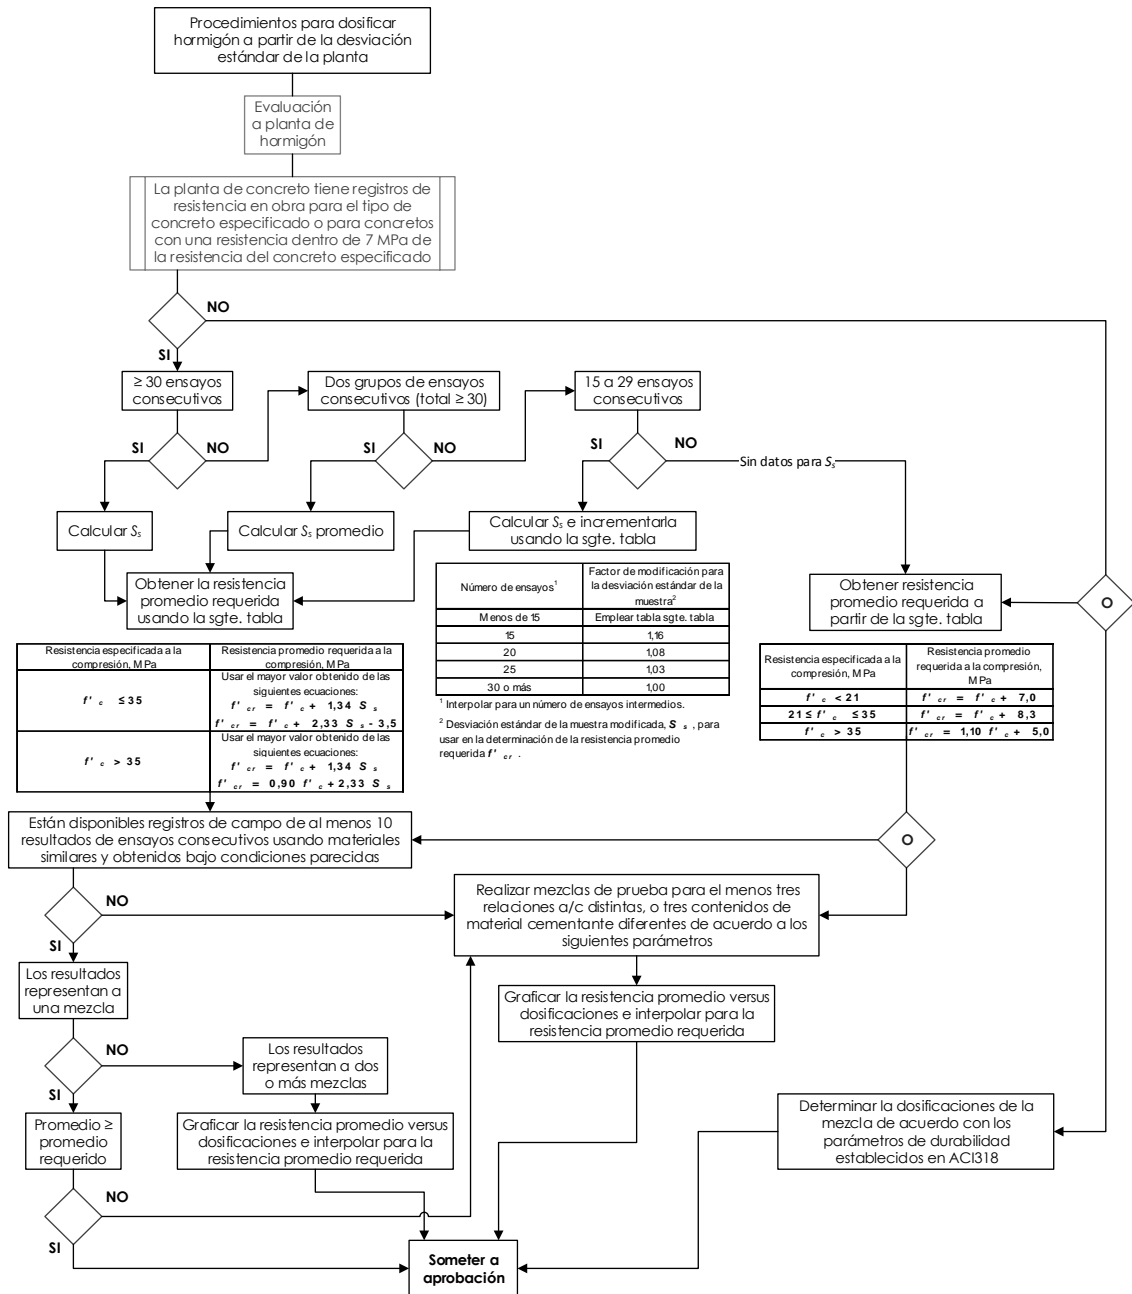 Procedimientos para dosificar
hormigón a partir de la desviación
estándar de la planta
Evaluación
a planta de
hormigón
La planta de concreto tiene registros de
resistencia en obra para el tipo de
concreto especificado o para concretos
con una resistencia dentro de 7 MPa de
la resistencia del concreto especificado
NO
SI
≥ 30 ensayos
consecutivos
Dos grupos de ensayos
consecutivos (total ≥ 30)
15 a 29 ensayos
consecutivos
SI
NO
SI
NO
SI
NO
Sin datos para Sₛ
Calcular Sₛ
Calcular Sₛ promedio
Calcular Sₛ e incrementarla
usando la sgte. tabla
Obtener la resistencia
promedio requerida
usando la sgte. tabla
Número de ensayos¹
Factor de modificación para
la desviación estándar de la
muestra²
Menos de 15
Emplear tabla sgte. tabla
15
1,16
20
1,08
25
1,03
30 o más
1,00
¹ Interpolar para un número de ensayos intermedios.
² Desviación estándar de la muestra modificada, S s , para
usar en la determinación de la resistencia promedio
requerida f' cr .
Obtener resistencia
promedio requerida a
partir de la sgte. tabla
O
Resistencia especificada a la
compresión, MPa
Resistencia promedio requerida a la
compresión, MPa
f' c ≤ 35
Usar el mayor valor obtenido de las
siguientes ecuaciones:
f' cr = f' c + 1,34 S s
f' cr = f' c + 2,33 S s - 3,5
f' c > 35
Usar el mayor valor obtenido de las
siguientes ecuaciones:
f' cr = f' c + 1,34 S s
f' cr = 0,90 f' c + 2,33 S s
Resistencia especificada a la
compresión, MPa
Resistencia promedio
requerida a la compresión,
MPa
f' c < 21
f' cr = f' c + 7,0
21 ≤ f' c ≤ 35
f' cr = f' c + 8,3
f' c > 35
f' cr = 1,10 f' c + 5,0
Están disponibles registros de campo de al menos 10
resultados de ensayos consecutivos usando materiales
similares y obtenidos bajo condiciones parecidas
O
NO
SI
Realizar mezclas de prueba para el menos tres
relaciones a/c distintas, o tres contenidos de
material cementante diferentes de acuerdo a los
siguientes parámetros
Los resultados
representan a
una mezcla
Graficar la resistencia promedio versus
dosificaciones e interpolar para la
resistencia promedio requerida
NO
SI
Los resultados
representan a dos
o más mezclas
Promedio ≥
promedio
requerido
Graficar la resistencia promedio versus
dosificaciones e interpolar para la
resistencia promedio requerida
Determinar la dosificaciones de la
mezcla de acuerdo con los
parámetros de durabilidad
establecidos en ACI318
NO
SI
Someter a
aprobación